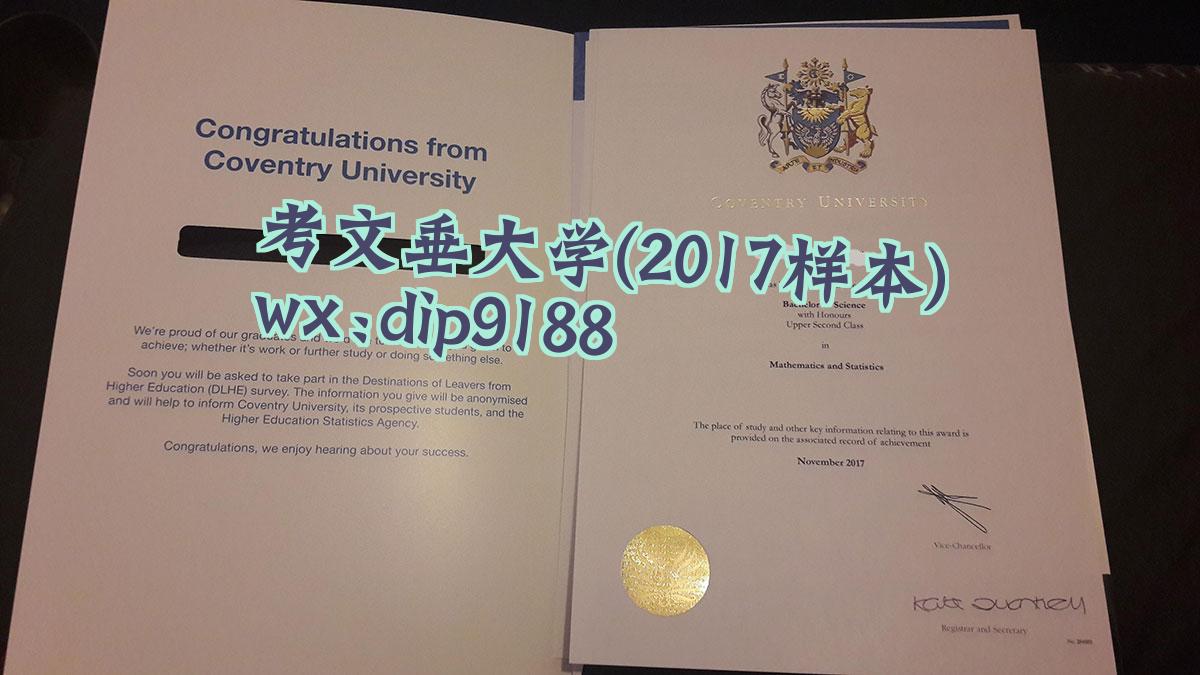 Congratulations from
Coventry University
We're proud of our graduates and
achieve; whether it's work or further study or doing something else.
Soon you will be asked to take part in the Destinations of Leavers from
Higher Education (DLHE) survey. The information you give will be anonymised
and will help to inform Coventry University, its prospective students, and the
Higher Education Statistics Agency.
Congratulations, we enjoy hearing about your success.
考文垂大学(2017样本)
wx:dip9188
COVENTRY UNIVERSITY
Bachelor of Science
with Honours
Upper Second Class
in
Mathematics and Statistics
The place of study and other key information relating to this award is
provided on the associated record of achievement
November 2017
Vice-Chancellor
Registrar and Secretary